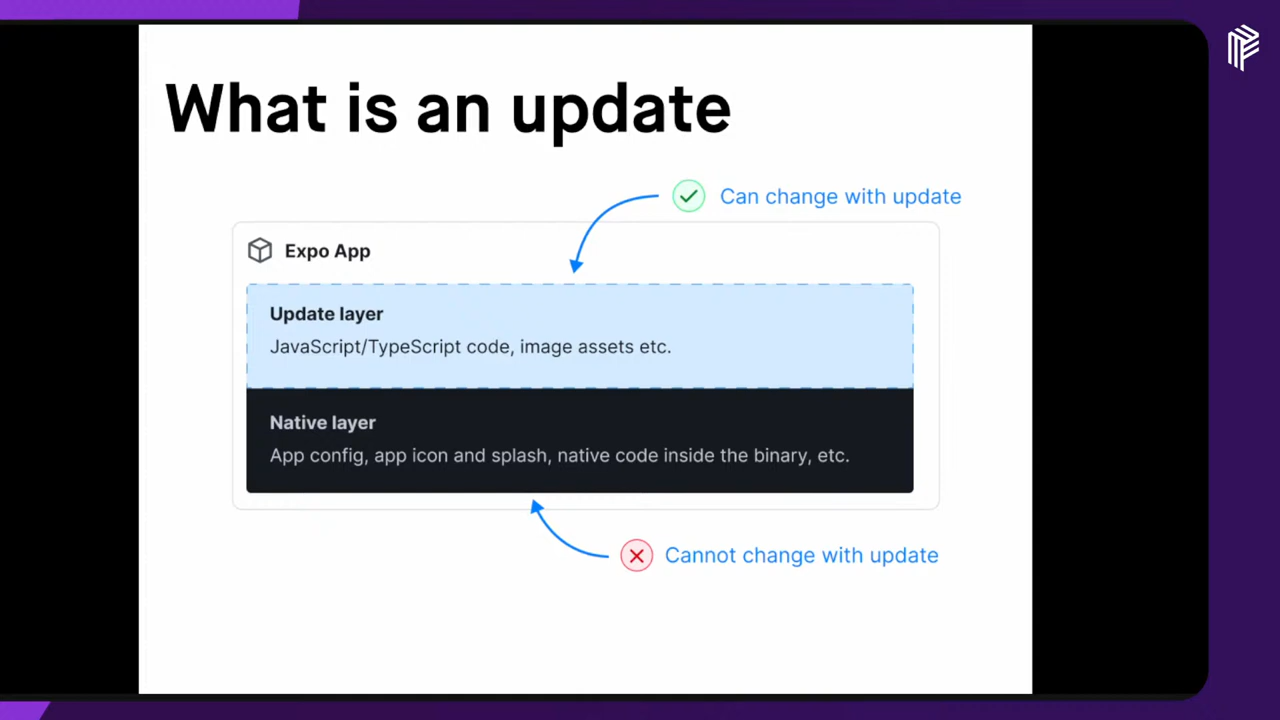 What is an update
Can change with update
Expo App
Update layer
JavaScript/TypeScript code, image assets etc.
Native layer
App config, app icon and splash, native code inside the binary, etc.
Cannot change with update